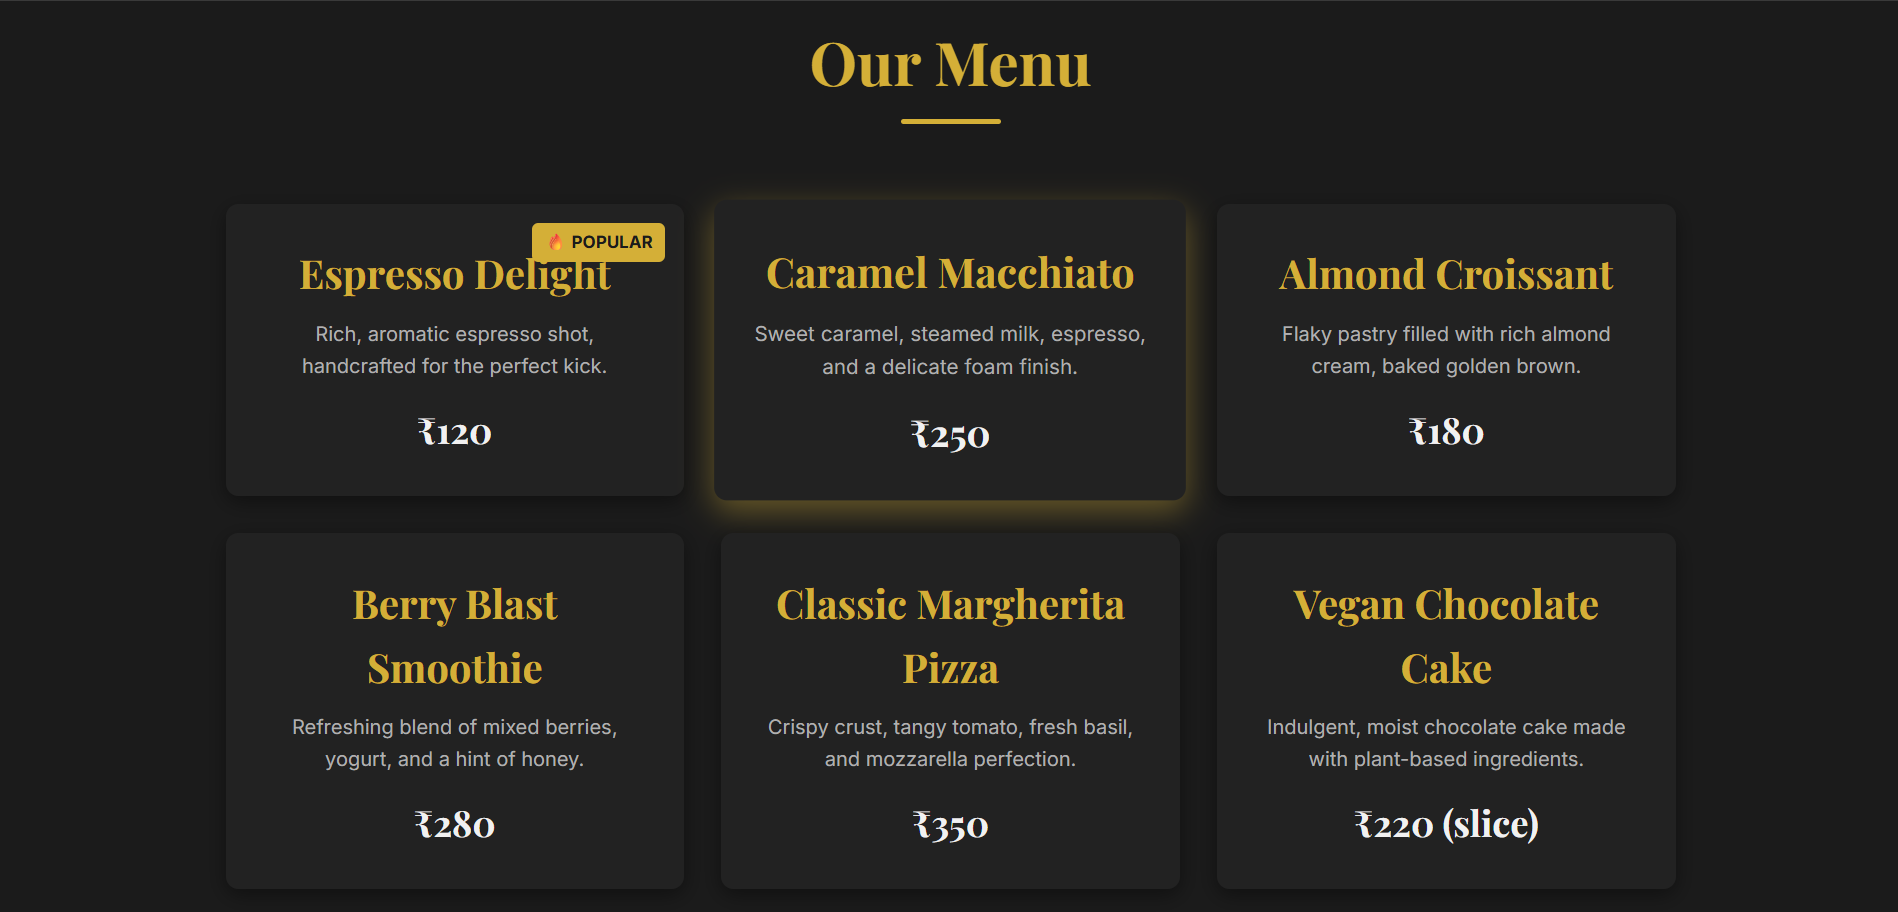 Our Menu
🔥 POPULAR
Espresso Delight
Rich, aromatic espresso shot,
handcrafted for the perfect kick.
₹120
Caramel Macchiato
Sweet caramel, steamed milk, espresso,
and a delicate foam finish.
₹250
Almond Croissant
Flaky pastry filled with rich almond
cream, baked golden brown.
₹180
Berry Blast
Smoothie
Refreshing blend of mixed berries,
yogurt, and a hint of honey.
₹280
Classic Margherita
Pizza
Crispy crust, tangy tomato, fresh basil,
and mozzarella perfection.
₹350
Vegan Chocolate
Cake
Indulgent, moist chocolate cake made
with plant-based ingredients.
₹220 (slice)